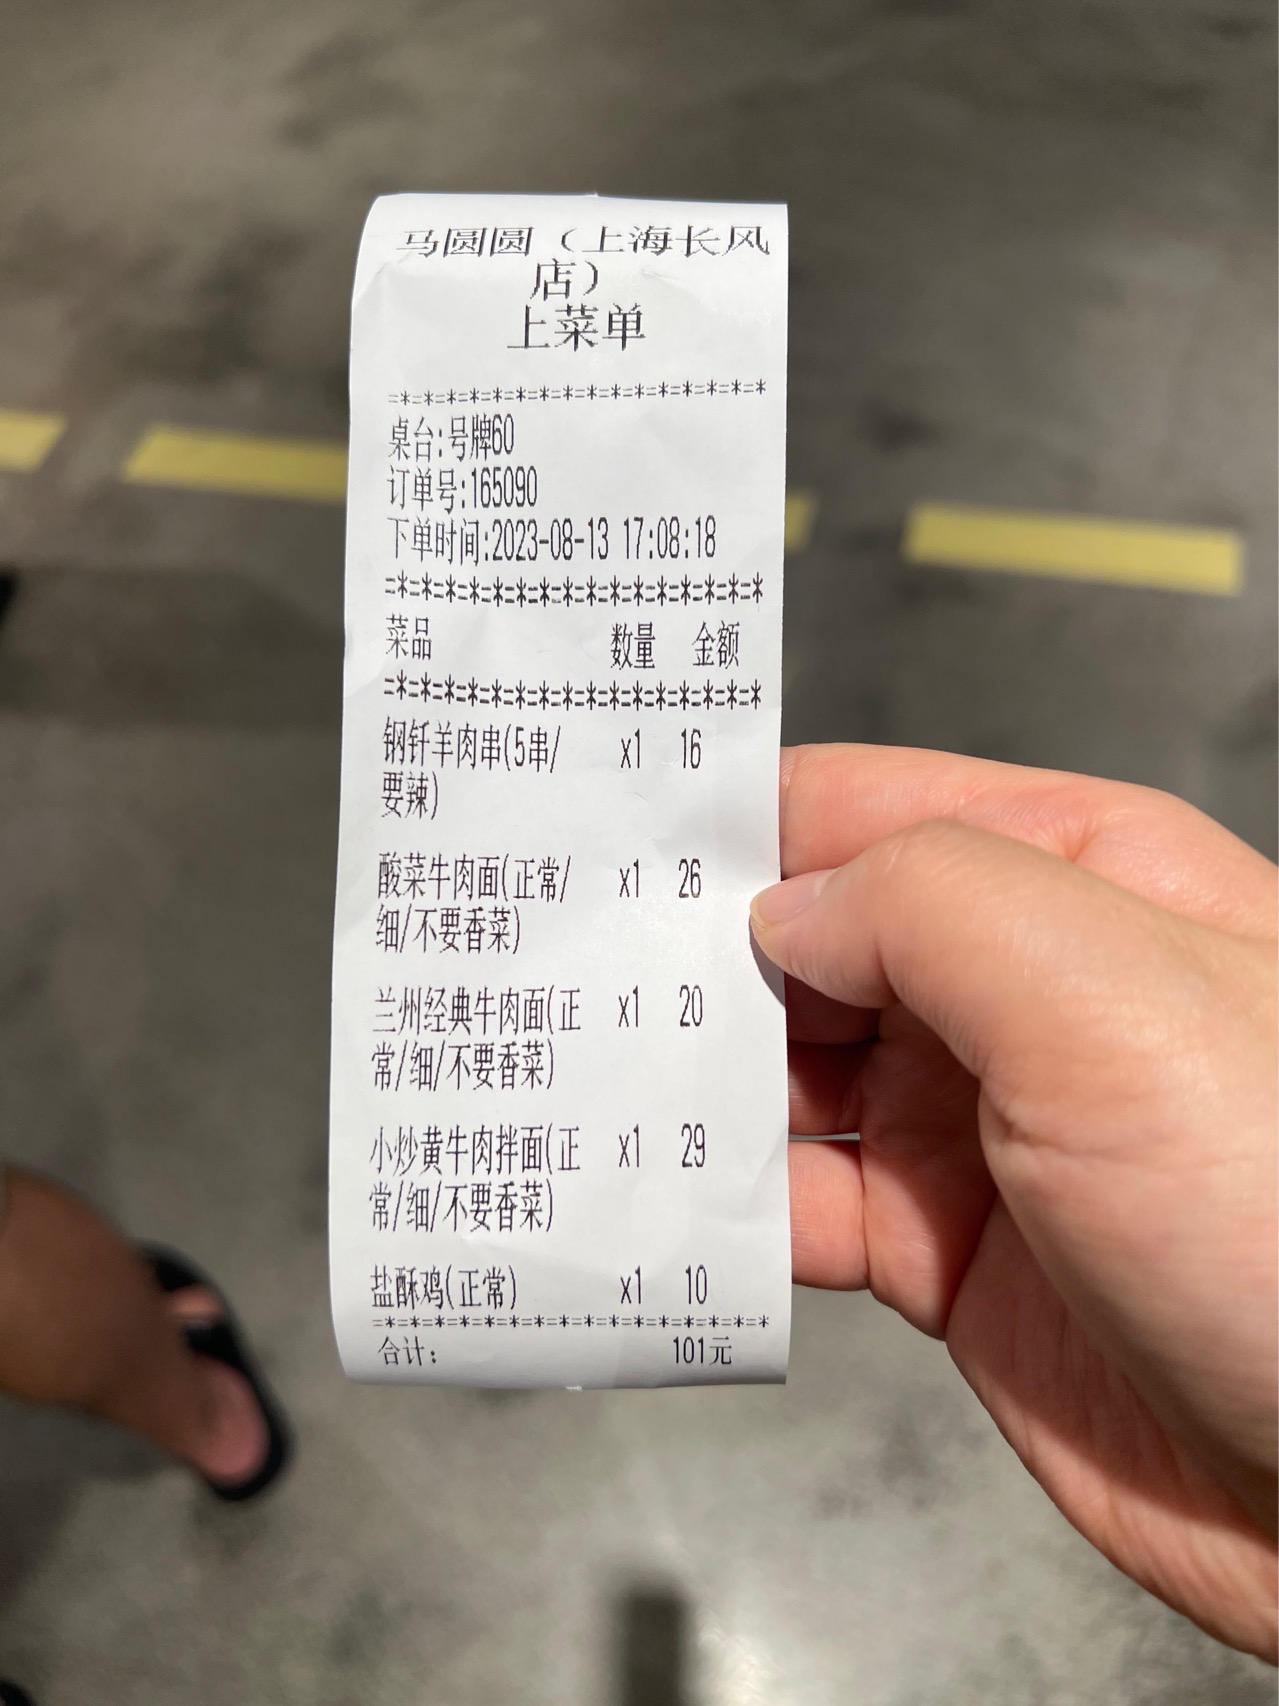 马圆圆（上海长风
店）
上菜单
=*=*=*=*=*=*=*=*=*=*=*=*=*=*=*=*
桌台:号牌60
订单号:165090
下单时间:2023-08-13 17:08:18
=*=*=*=*=*=*=*=*=*=*=*=*=*=*=*=*
菜品 数量 金额
=*=*=*=*=*=*=*=*=*=*=*=*=*=*=*=*
钢钎羊肉串(5串/ x1 16
要辣)
酸菜牛肉面(正常/ x1 26
细/不要香菜)
兰州经典牛肉面(正 x1 20
常/细/不要香菜)
小炒黄牛肉拌面(正 x1 29
常/细/不要香菜)
盐酥鸡(正常) x1 10
=*=*=*=*=*=*=*=*=*=*=*=*=*=*=*=*=*
合计: 101元